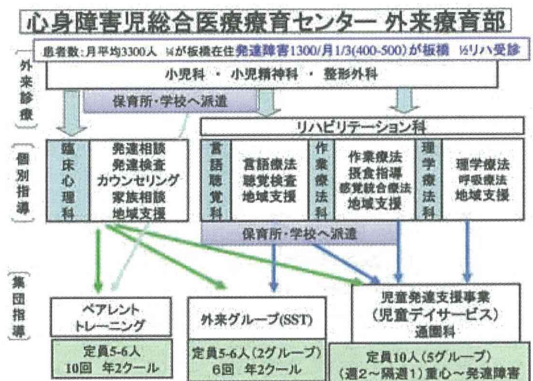 心身障害児総合医療療育センター 外来療育部
患者数:月平均3300人 ¼が板橋在住 発達障害1300/月1/3(400-500)が板橋 ½リハ受診
外来診療
小児科 ・ 小児精神科 ・ 整形外科
保育所・学校へ派遣
リハビリテーション科
個別指導
臨床心理科
発達相談
発達検査
カウンセリング
家族相談
地域支援
言語聴覚科
言語療法
聴覚検査
地域支援
作業療法科
作業療法
摂食指導
感覚統合療法
地域支援
理学療法科
理学療法
呼吸療法
地域支援
保育所・学校へ派遣
集団指導
ペアレント
トレーニング
定員5-6人
10回 年2クール
外来グループ(SST)
定員5-6人(2グループ)
6回 年2クール
児童発達支援事業
(児童デイサービス)
通園科
定員10人(5グループ)
(週2~隔週1)重心~発達障害